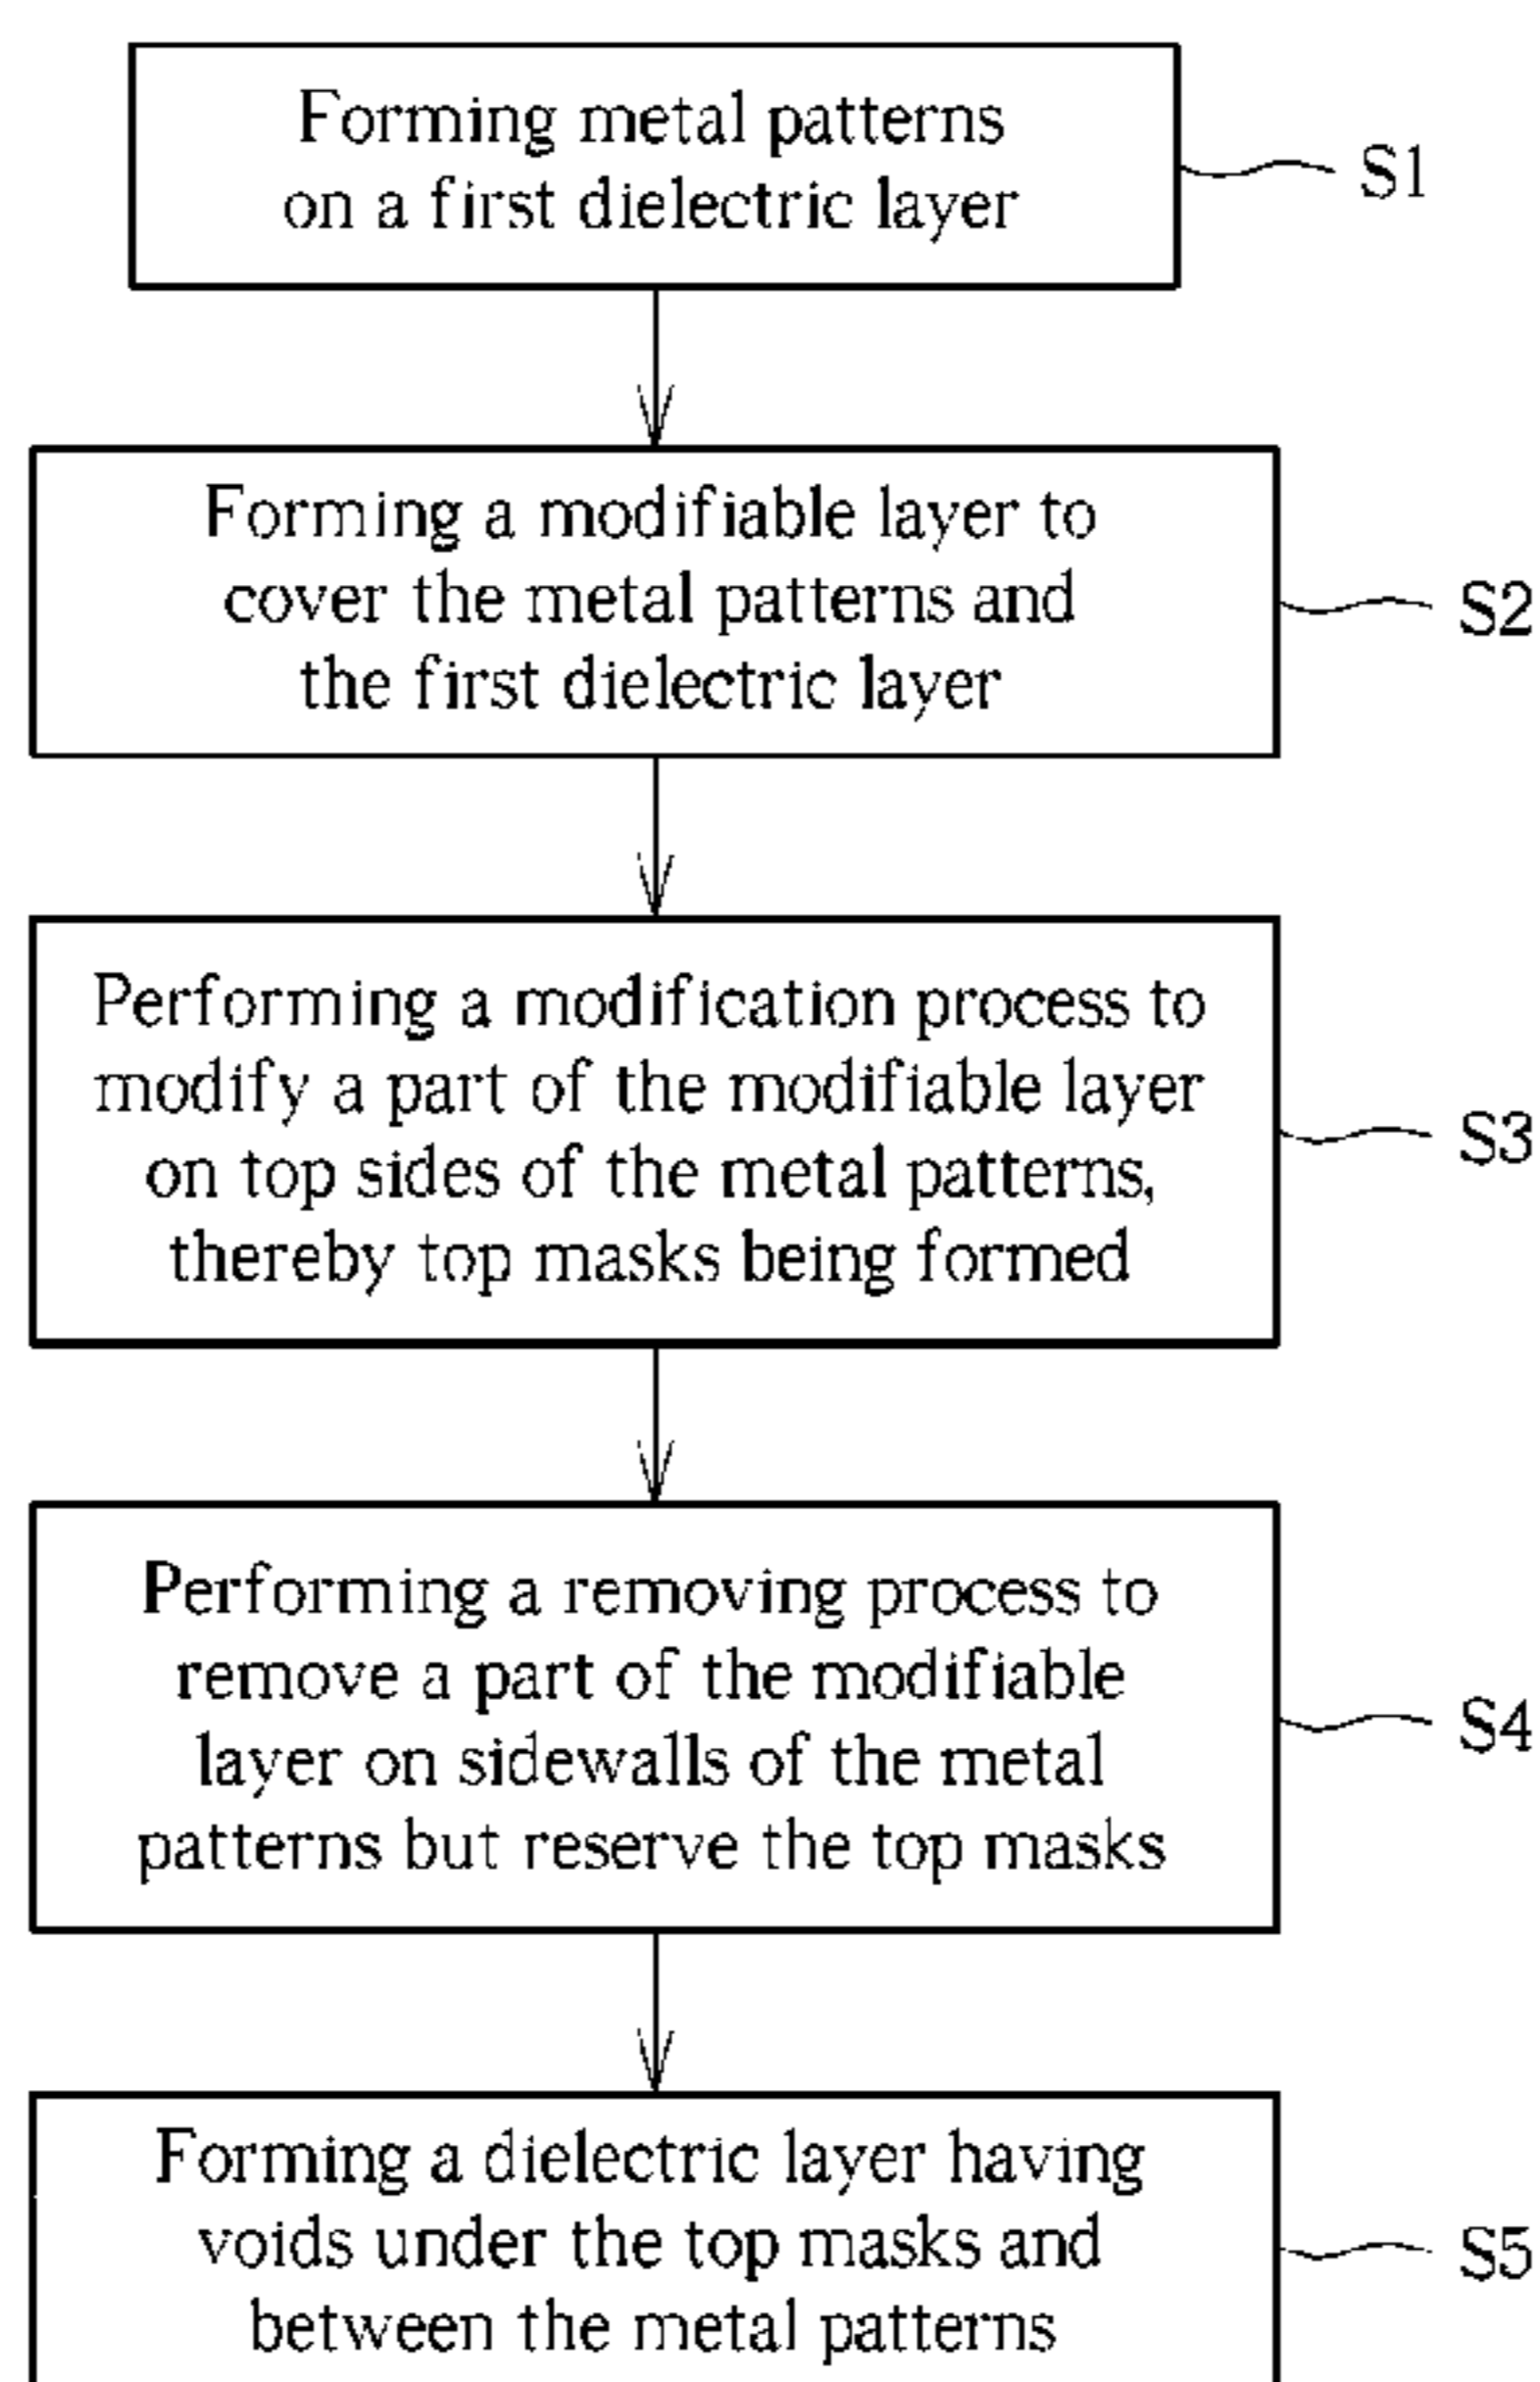 Forming metal patterns
on a first dielectric layer
S1
Forming a modifiable layer to
cover the metal patterns and
the first dielectric layer
S2
Performing a modification process to
modify a part of the modifiable layer
on top sides of the metal patterns,
thereby top masks being formed
S3
Performing a removing process to
remove a part of the modifiable
layer on sidewalls of the metal
patterns but reserve the top masks
S4
Forming a dielectric layer having
voids under the top masks and
between the metal patterns
S5